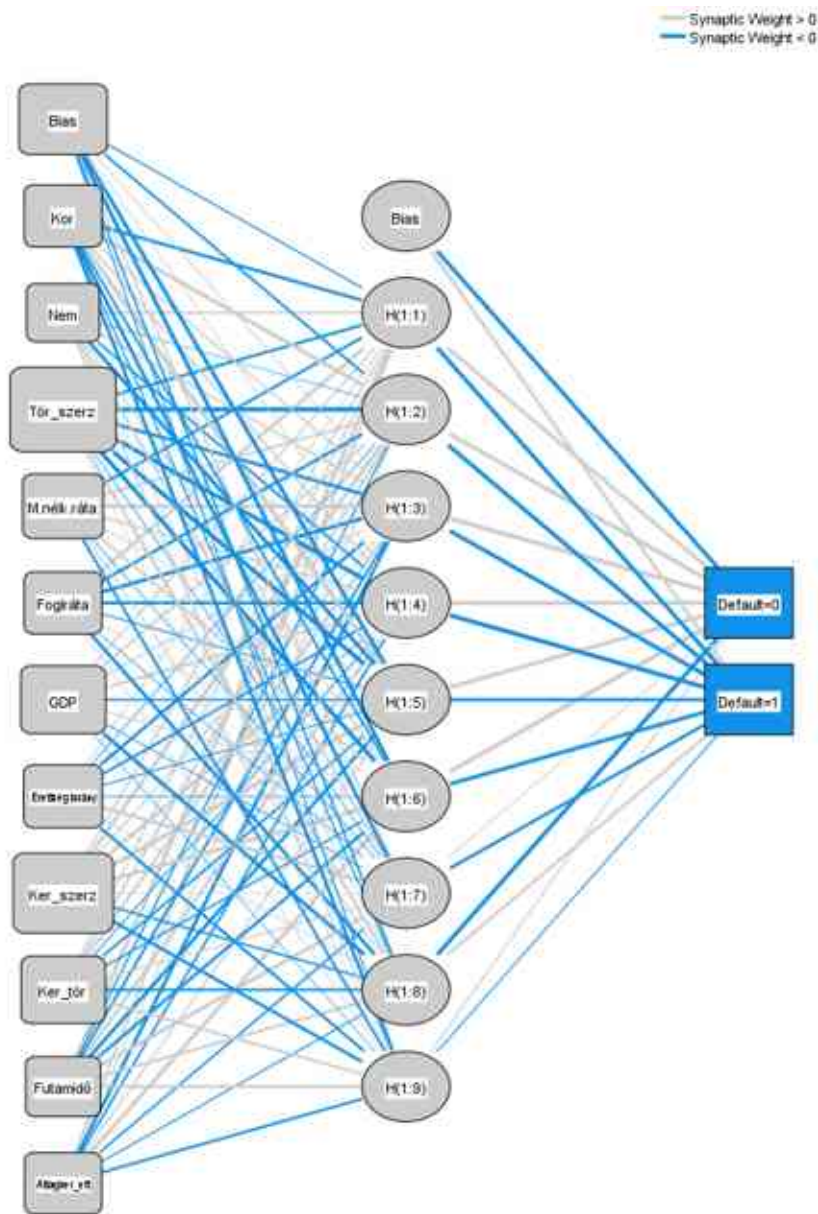 Synaptic Weight > 0
Synaptic Weight < 0
Bias
Kor
Nem
Tör_szerz
M.nélk.ráta
Fogl.ráta
GDP
Ker_szerz
Ker_tör
Futamidő
Bias
H(1:1)
H(1:2)
H(1:3)
H(1:4)
H(1:5)
H(1:6)
H(1:7)
H(1:8)
H(1:9)
Default=0
Default=1